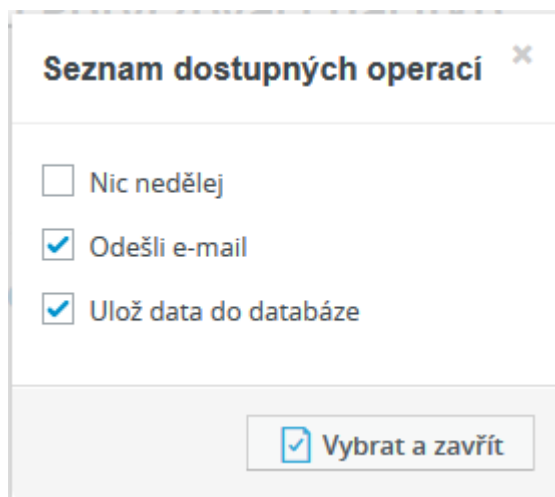 Seznam dostupných operací
Nic nedělej
Odešli e-mail
Ulož data do databáze
Vybrat a zavřít